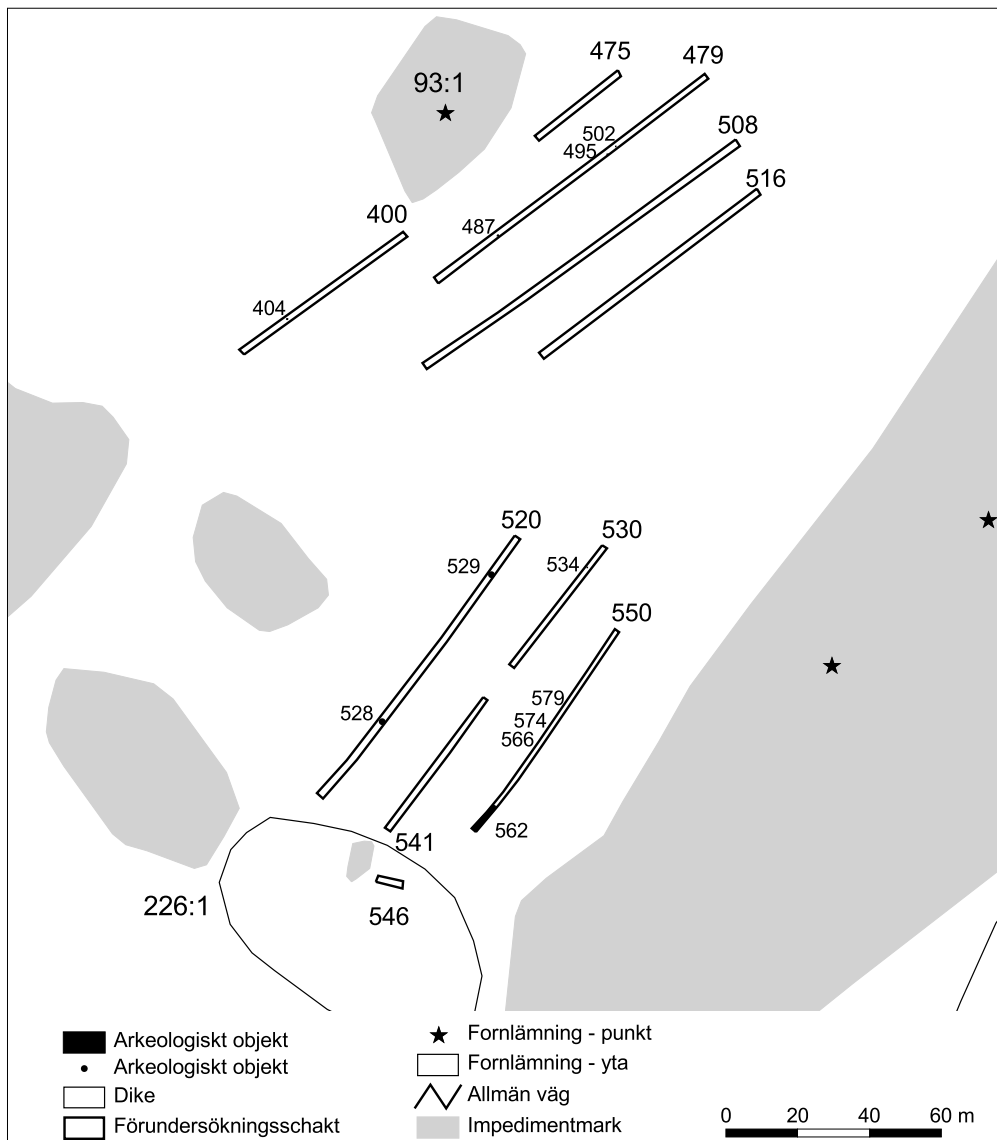 475
479
93:1
508
502
495
516
400
487
404
520
530
529
534
550
579
528
574
566
562
541
226:1
546
Arkeologiskt objekt
Arkeologiskt objekt
Dike
Förundersökningsschakt
Fornlämning - punkt
Fornlämning - yta
Allmän väg
Impedimentmark
0 20 40 60 m